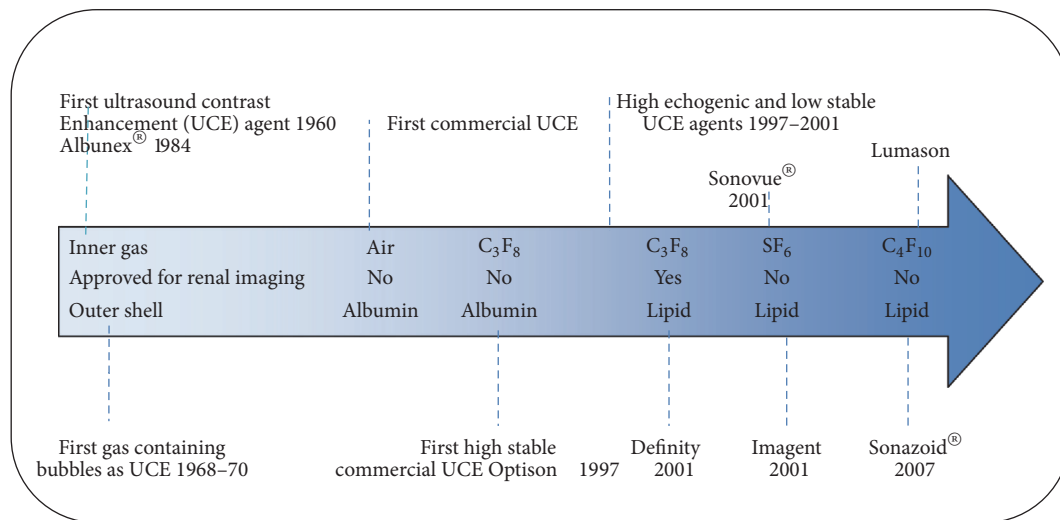 First ultrasound contrast
Enhancement (UCE) agent 1960
Albunex® 1984
First commercial UCE
High echogenic and low stable
UCE agents 1997–2001
Sonovue®
2001
Lumason
Inner gas Air C₃F₈ C₃F₈ SF₆ C₄F₁₀
Approved for renal imaging No No Yes No No
Outer shell Albumin Albumin Lipid Lipid Lipid
First gas containing
bubbles as UCE 1968–70
First high stable
commercial UCE Optison 1997
Definity
2001
Imagent
2001
Sonazoid®
2007